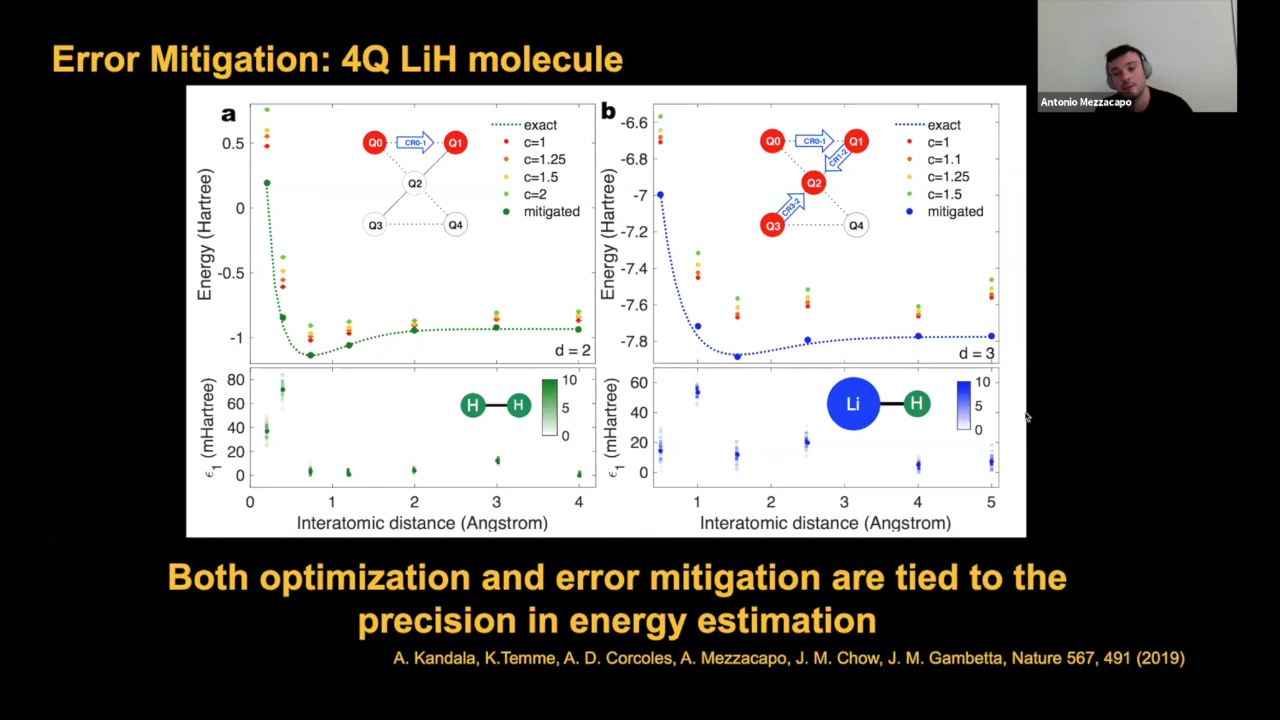 Error Mitigation: 4Q LiH molecule
Antonio Mezzacapo
a
Energy (Hartree)
0.5
0
-0.5
-1
Q0
CR0-1
Q1
Q2
Q3
Q4
exact
c=1
c=1.25
c=1.5
c=2
mitigated
d = 2
b
Energy (Hartree)
-6.6
-6.8
-7
-7.2
-7.4
-7.6
-7.8
Q0
CR0-1
Q1
CR1-2
Q2
CR3-2
Q3
Q4
exact
c=1
c=1.1
c=1.25
c=1.5
mitigated
d = 3
ϵ1 (mHartree)
80
60
40
20
0
H H
10
5
0
0 1 2 3 4
Interatomic distance (Angstrom)
ϵ1 (mHartree)
60
40
20
0
Li H
10
5
0
1 2 3 4 5
Interatomic distance (Angstrom)
Both optimization and error mitigation are tied to the
precision in energy estimation
A. Kandala, K.Temme, A. D. Corcoles, A. Mezzacapo, J. M. Chow, J. M. Gambetta, Nature 567, 491 (2019)